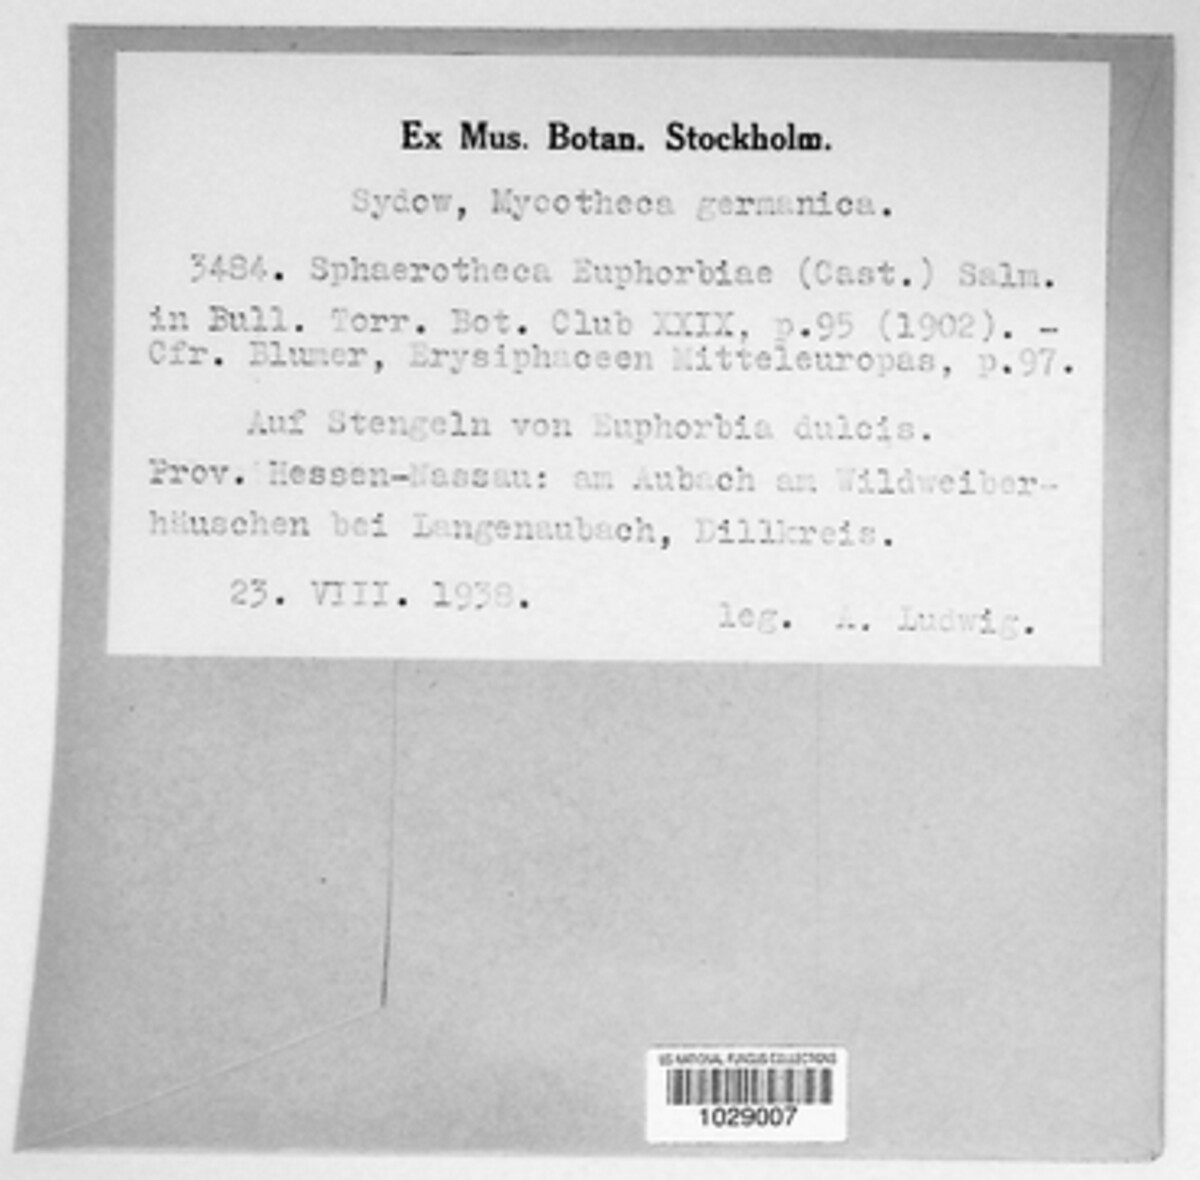 Ex Mus. Botan. Stockholm.
Sydow, Mycotheca germanica.
3484. Sphaerotheca Euphorbiae (Cast.) Salm.
in Bull. Torr. Bot. Club XXIX, p.95 (1902). -
Cfr. Blumer, Erysiphaceen Mitteleuropas, p.97.
Auf Stengeln von Euphorbia dulcis.
Prov. Hessen-Nassau: am Aubach am Wildweiber-
häuschen bei Langenaubach, Dillkreis.
23. VIII. 1938.
leg. A. Ludwig.
US NATIONAL FUNGUS COLLECTIONS
1029007